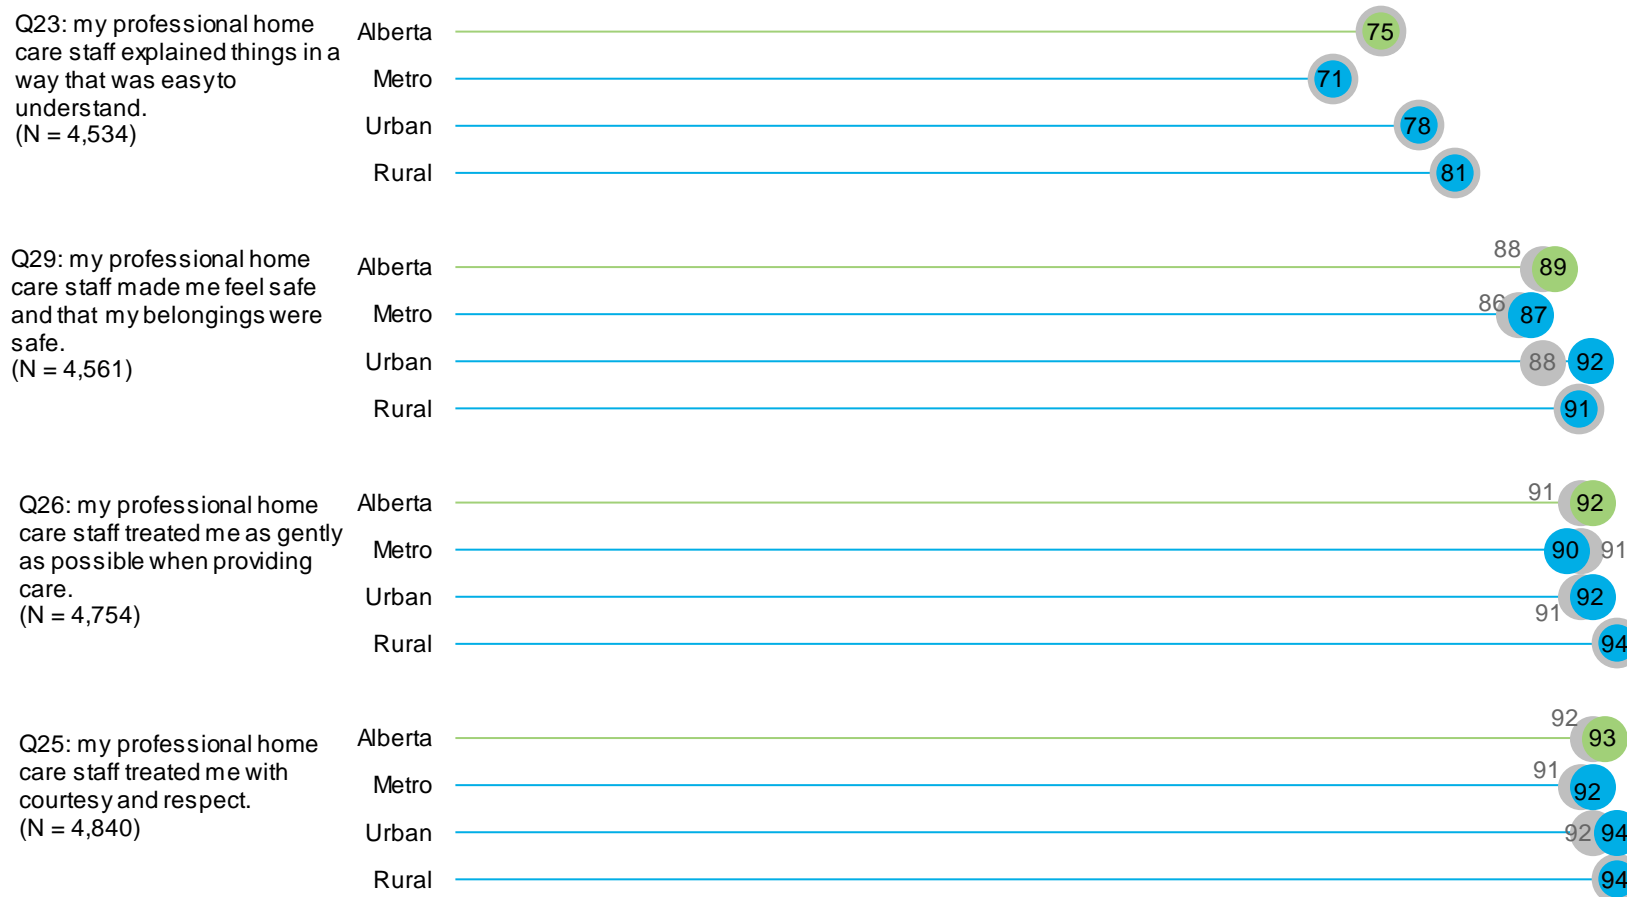 Q23: my professional home
care staff explained things in a
way that was easy to
understand.
(N = 4,534)
Alberta 75
Metro 71
Urban 78
Rural 81
Q29: my professional home
care staff made me feel safe
and that my belongings were
safe.
(N = 4,561)
Alberta 88 89
Metro 86 87
Urban 88 92
Rural 91
Q26: my professional home
care staff treated me as gently
as possible when providing
care.
(N = 4,754)
Alberta 91 92
Metro 90 91
Urban 91 92
Rural 94
Q25: my professional home
care staff treated me with
courtesy and respect.
(N = 4,840)
Alberta 92 93
Metro 91 92
Urban 92 94
Rural 94